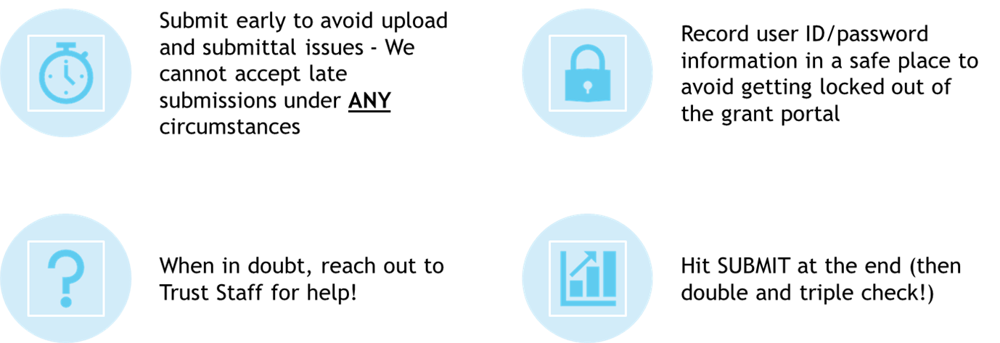 Submit early to avoid upload
and submittal issues - We
cannot accept late
submissions under ANY
circumstances
Record user ID/password
information in a safe place to
avoid getting locked out of
the grant portal
When in doubt, reach out to
Trust Staff for help!
Hit SUBMIT at the end (then
double and triple check!)